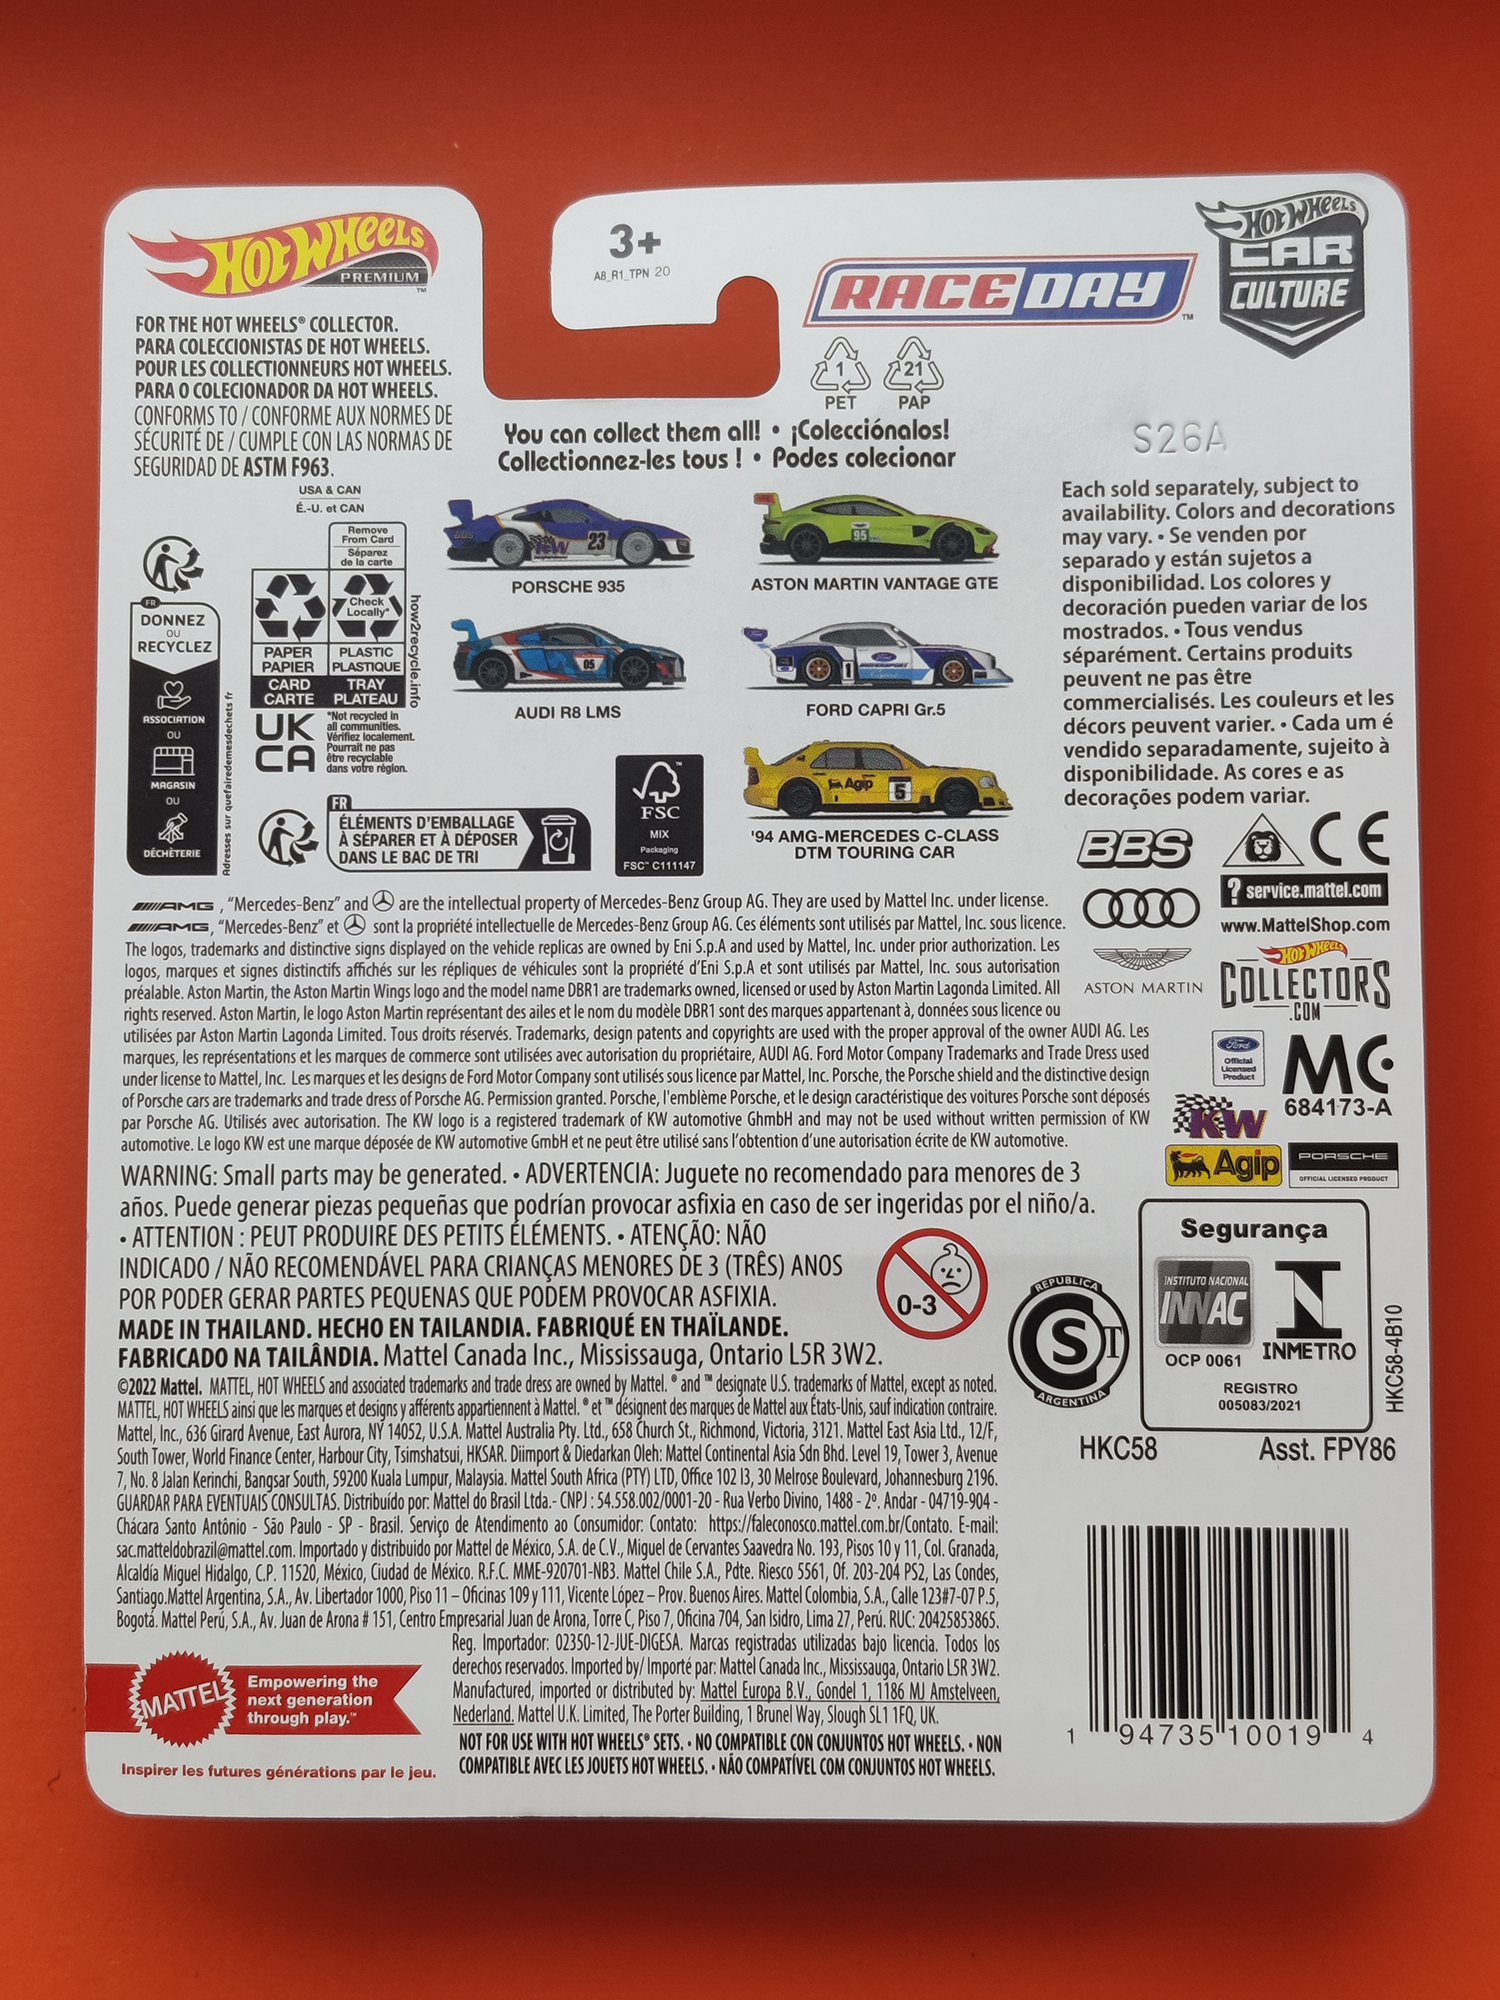 HOT WHEELS
PREMIUM™
FOR THE HOT WHEELS® COLLECTOR.
PARA COLECCIONISTAS DE HOT WHEELS.
POUR LES COLLECTIONNEURS HOT WHEELS.
PARA O COLECIONADOR DA HOT WHEELS.
CONFORMS TO / CONFORME AUX NORMES DE
SÉCURITÉ DE / CUMPLE CON LAS NORMAS DE
SEGURIDAD DE ASTM F963.
3+
A8_R1_TPN 20
RACE DAY™
HOT WHEELS
CAR
CULTURE
1
PET
21
PAP
You can collect them all! • ¡Colecciónalos!
Collectionnez-les tous ! • Podes colecionar
S26A
USA & CAN
É.-U. et CAN
Remove
From Card
Séparez
de la carte
Check
Locally*
PAPER
PAPIER
PLASTIC
PLASTIQUE
CARD
CARTE
TRAY
PLATEAU
how2recycle.info
*Not recycled in
all communities.
Vérifiez localement.
Pourrait ne pas
être recyclable
dans votre région.
UK
CA
FR
DONNEZ
OU
RECYCLEZ
ASSOCIATION
OU
MAGASIN
OU
DÉCHÈTERIE
Adresses sur quefairedemesdechets.fr
FR
ÉLÉMENTS D'EMBALLAGE
À SÉPARER ET À DÉPOSER
DANS LE BAC DE TRI
BBS KW 23
PORSCHE 935
95
ASTON MARTIN VANTAGE GTE
05
AUDI R8 LMS
Ford 1
FORD CAPRI Gr.5
Agip 5
'94 AMG-MERCEDES C-CLASS
DTM TOURING CAR
™
FSC
MIX
Packaging
FSC™ C111147
Each sold separately, subject to
availability. Colors and decorations
may vary. • Se venden por
separado y están sujetos a
disponibilidad. Los colores y
decoración pueden variar de los
mostrados. • Tous vendus
séparément. Certains produits
peuvent ne pas être
commercialisés. Les couleurs et les
décors peuvent varier. • Cada um é
vendido separadamente, sujeito à
disponibilidade. As cores e as
decorações podem variar.
BBS
CE
? service.mattel.com
www.MattelShop.com
ASTON MARTIN
ASTON MARTIN
HOT WHEELS
COLLECTORS
.COM
Ford
Official
Licensed
Product
MC
684173-A
KW
Agip
PORSCHE
OFFICIAL LICENSED PRODUCT
AMG, “Mercedes-Benz” and are the intellectual property of Mercedes-Benz Group AG. They are used by Mattel Inc. under license.
AMG, “Mercedes-Benz” et sont la propriété intellectuelle de Mercedes-Benz Group AG. Ces éléments sont utilisés par Mattel, Inc. sous licence.
The logos, trademarks and distinctive signs displayed on the vehicle replicas are owned by Eni S.p.A and used by Mattel, Inc. under prior authorization. Les
logos, marques et signes distinctifs affichés sur les répliques de véhicules sont la propriété d'Eni S.p.A et sont utilisés par Mattel, Inc. sous autorisation
préalable. Aston Martin, the Aston Martin Wings logo and the model name DBR1 are trademarks owned, licensed or used by Aston Martin Lagonda Limited. All
rights reserved. Aston Martin, le logo Aston Martin représentant des ailes et le nom du modèle DBR1 sont des marques appartenant à, données sous licence ou
utilisées par Aston Martin Lagonda Limited. Tous droits réservés. Trademarks, design patents and copyrights are used with the proper approval of the owner AUDI AG. Les
marques, les représentations et les marques de commerce sont utilisées avec autorisation du propriétaire, AUDI AG. Ford Motor Company Trademarks and Trade Dress used
under license to Mattel, Inc. Les marques et les designs de Ford Motor Company sont utilisés sous licence par Mattel, Inc. Porsche, the Porsche shield and the distinctive design
of Porsche cars are trademarks and trade dress of Porsche AG. Permission granted. Porsche, l'emblème Porsche, et le design caractéristique des voitures Porsche sont déposés
par Porsche AG. Utilisés avec autorisation. The KW logo is a registered trademark of KW automotive GhmbH and may not be used without written permission of KW
automotive. Le logo KW est une marque déposée de KW automotive GmbH et ne peut être utilisé sans l'obtention d'une autorisation écrite de KW automotive.
WARNING: Small parts may be generated. • ADVERTENCIA: Juguete no recomendado para menores de 3
años. Puede generar piezas pequeñas que podrían provocar asfixia en caso de ser ingeridas por el niño/a.
• ATTENTION : PEUT PRODUIRE DES PETITS ÉLÉMENTS. • ATENÇÃO: NÃO
INDICADO / NÃO RECOMENDÁVEL PARA CRIANÇAS MENORES DE 3 (TRÊS) ANOS
POR PODER GERAR PARTES PEQUENAS QUE PODEM PROVOCAR ASFIXIA.
MADE IN THAILAND. HECHO EN TAILANDIA. FABRIQUÉ EN THAÏLANDE.
FABRICADO NA TAILÂNDIA. Mattel Canada Inc., Mississauga, Ontario L5R 3W2.
0-3
REPUBLICA
S T
ARGENTINA
Segurança
INSTITUTO NACIONAL
INNAC
OCP 0061
INMETRO
REGISTRO
005083/2021
HKC58-4B10
HKC58
Asst. FPY86
©2022 Mattel. MATTEL, HOT WHEELS and associated trademarks and trade dress are owned by Mattel. ® and ™ designate U.S. trademarks of Mattel, except as noted.
MATTEL, HOT WHEELS ainsi que les marques et designs y afférents appartiennent à Mattel. ® et ™ désignent des marques de Mattel aux États-Unis, sauf indication contraire.
Mattel, Inc., 636 Girard Avenue, East Aurora, NY 14052, U.S.A. Mattel Australia Pty. Ltd., 658 Church St., Richmond, Victoria, 3121. Mattel East Asia Ltd., 12/F,
South Tower, World Finance Center, Harbour City, Tsimshatsui, HKSAR. Diimport & Diedarkan Oleh: Mattel Continental Asia Sdn Bhd. Level 19, Tower 3, Avenue
7, No. 8 Jalan Kerinchi, Bangsar South, 59200 Kuala Lumpur, Malaysia. Mattel South Africa (PTY) LTD, Office 102 I3, 30 Melrose Boulevard, Johannesburg 2196.
GUARDAR PARA EVENTUAIS CONSULTAS. Distribuído por: Mattel do Brasil Ltda.- CNPJ : 54.558.002/0001-20 - Rua Verbo Divino, 1488 - 2º. Andar - 04719-904 -
Chácara Santo Antônio - São Paulo - SP - Brasil. Serviço de Atendimento ao Consumidor: Contato: https://faleconosco.mattel.com.br/Contato. E-mail:
sac.matteldobrazil@mattel.com. Importado y distribuido por Mattel de México, S.A. de C.V., Miguel de Cervantes Saavedra No. 193, Pisos 10 y 11, Col. Granada,
Alcaldía Miguel Hidalgo, C.P. 11520, México, Ciudad de México. R.F.C. MME-920701-NB3. Mattel Chile S.A., Pdte. Riesco 5561, Of. 203-204 PS2, Las Condes,
Santiago.Mattel Argentina, S.A., Av. Libertador 1000, Piso 11 – Oficinas 109 y 111, Vicente López – Prov. Buenos Aires. Mattel Colombia, S.A., Calle 123#7-07 P.5,
Bogotá. Mattel Perú, S.A., Av. Juan de Arona # 151, Centro Empresarial Juan de Arona, Torre C, Piso 7, Oficina 704, San Isidro, Lima 27, Perú. RUC: 20425853865.
Reg. Importador: 02350-12-JUE-DIGESA. Marcas registradas utilizadas bajo licencia. Todos los
derechos reservados. Imported by/ Importé par: Mattel Canada Inc., Mississauga, Ontario L5R 3W2.
Manufactured, imported or distributed by: Mattel Europa B.V., Gondel 1, 1186 MJ Amstelveen,
Nederland. Mattel U.K. Limited, The Porter Building, 1 Brunel Way, Slough SL1 1FQ, UK.
NOT FOR USE WITH HOT WHEELS® SETS. • NO COMPATIBLE CON CONJUNTOS HOT WHEELS. • NON
COMPATIBLE AVEC LES JOUETS HOT WHEELS. • NÃO COMPATÍVEL COM CONJUNTOS HOT WHEELS.
MATTEL
Empowering the
next generation
through play.™
Inspirer les futures générations par le jeu.
1 94735 10019 4